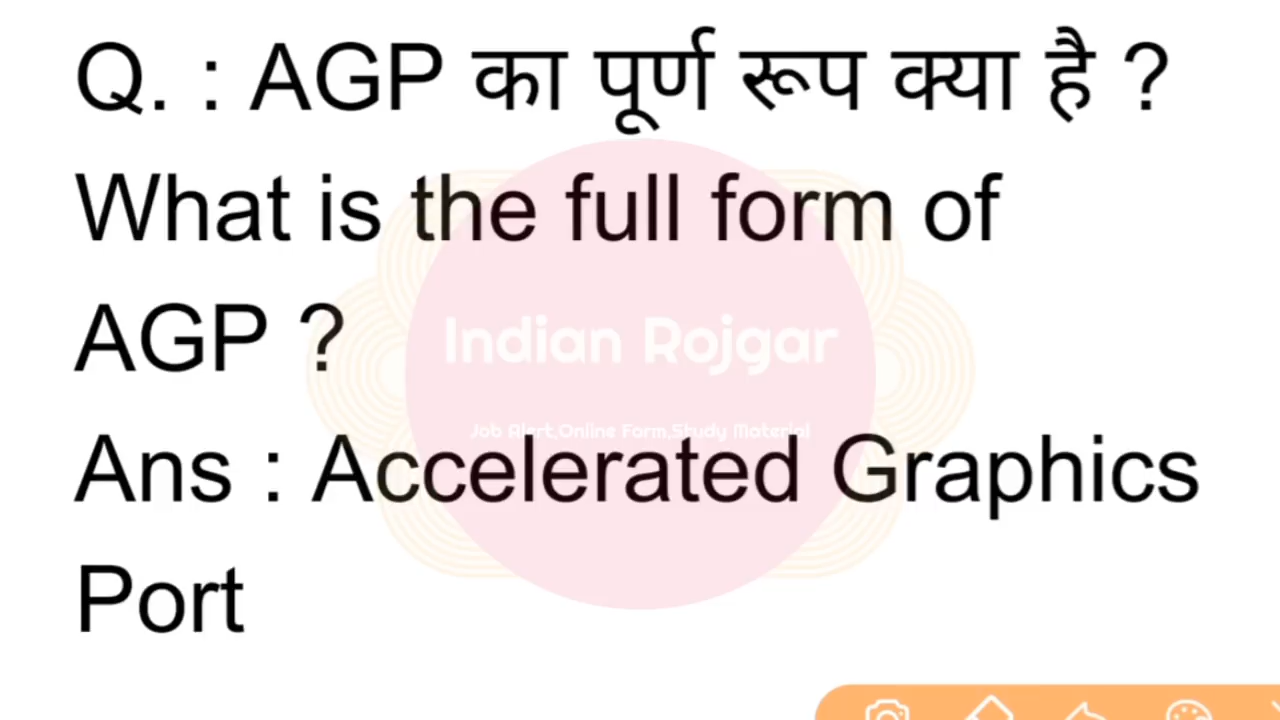 Q. : AGP का पूर्ण रूप क्या है ?
What is the full form of
AGP ?
Indian Rojgar
Job Alert,Online Form,Study Material
Ans : Accelerated Graphics
Port